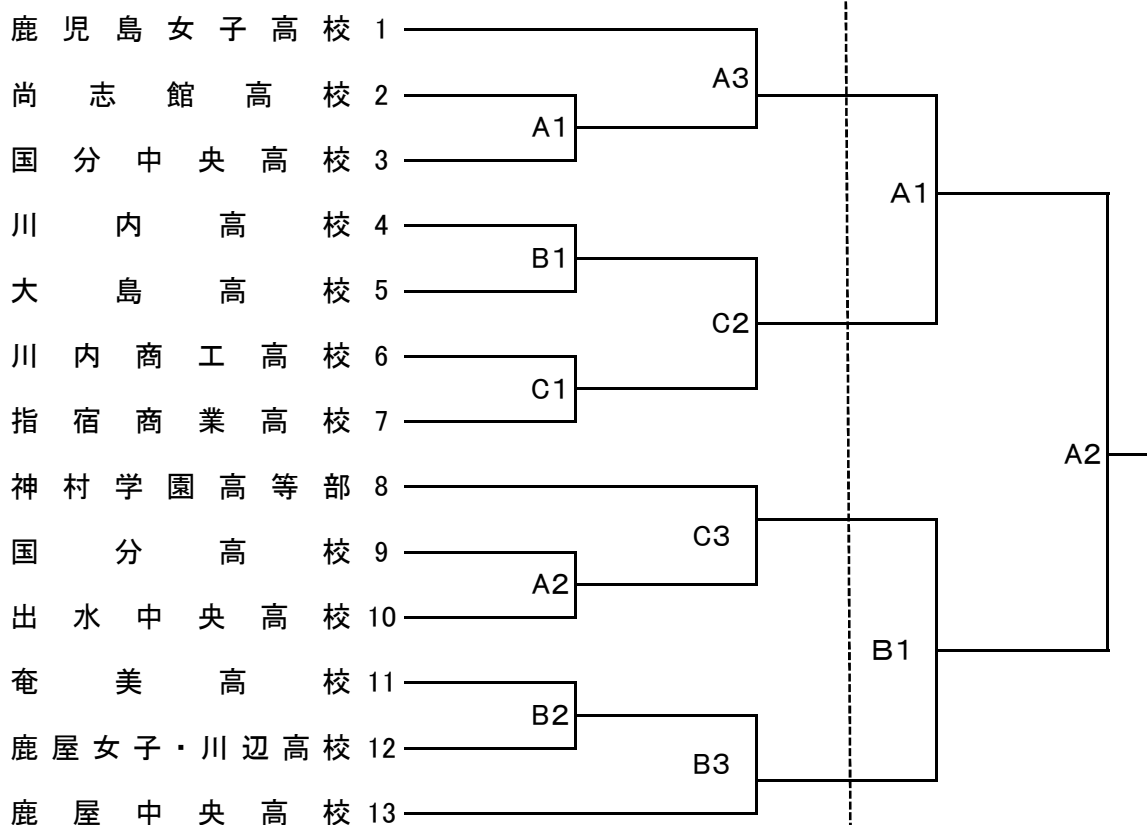 鹿児島女子高校 1
A3
尚志館高校 2
A1
国分中央高校 3
A1
川内高校 4
B1
大島高校 5
C2
川内商工高校 6
C1
指宿商業高校 7
A2
神村学園高等部 8
C3
国分高校 9
A2
出水中央高校 10
B1
奄美高校 11
B2
鹿屋女子・川辺高校 12
B3
鹿屋中央高校 13